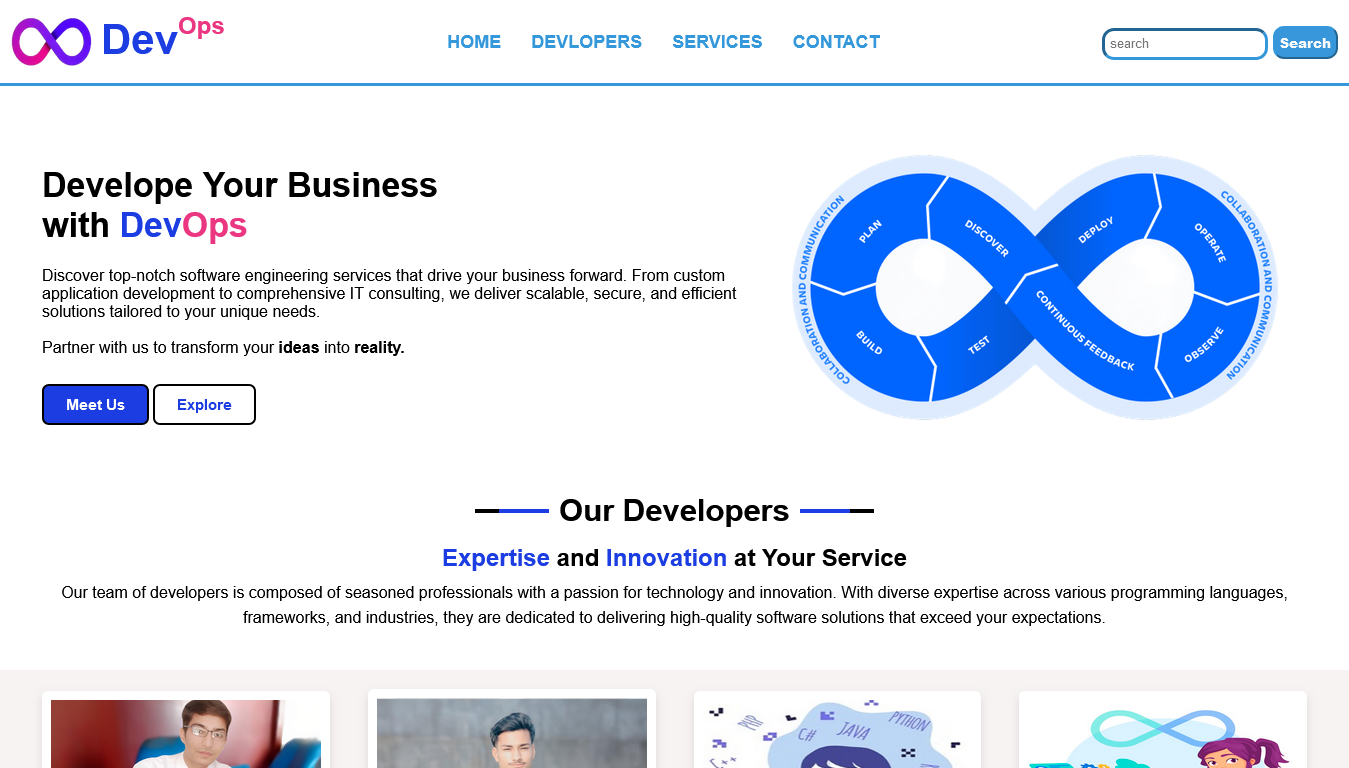 Dev Ops
HOME DEVLOPERS SERVICES CONTACT
search Search
Develope Your Business
with DevOps
Discover top-notch software engineering services that drive your business forward. From custom
application development to comprehensive IT consulting, we deliver scalable, secure, and efficient
solutions tailored to your unique needs.
Partner with us to transform your ideas into reality.
Meet Us Explore
COLLABORATION AND COMMUNICATION
PLAN
DISCOVER
DEPLOY
OPERATE
COLLABORATION AND COMMUNICATION
BUILD
TEST
CONTINUOUS FEEDBACK
OBSERVE
Our Developers
Expertise and Innovation at Your Service
Our team of developers is composed of seasoned professionals with a passion for technology and innovation. With diverse expertise across various programming languages,
frameworks, and industries, they are dedicated to delivering high-quality software solutions that exceed your expectations.
C#
JAVA
PYTHON
C++